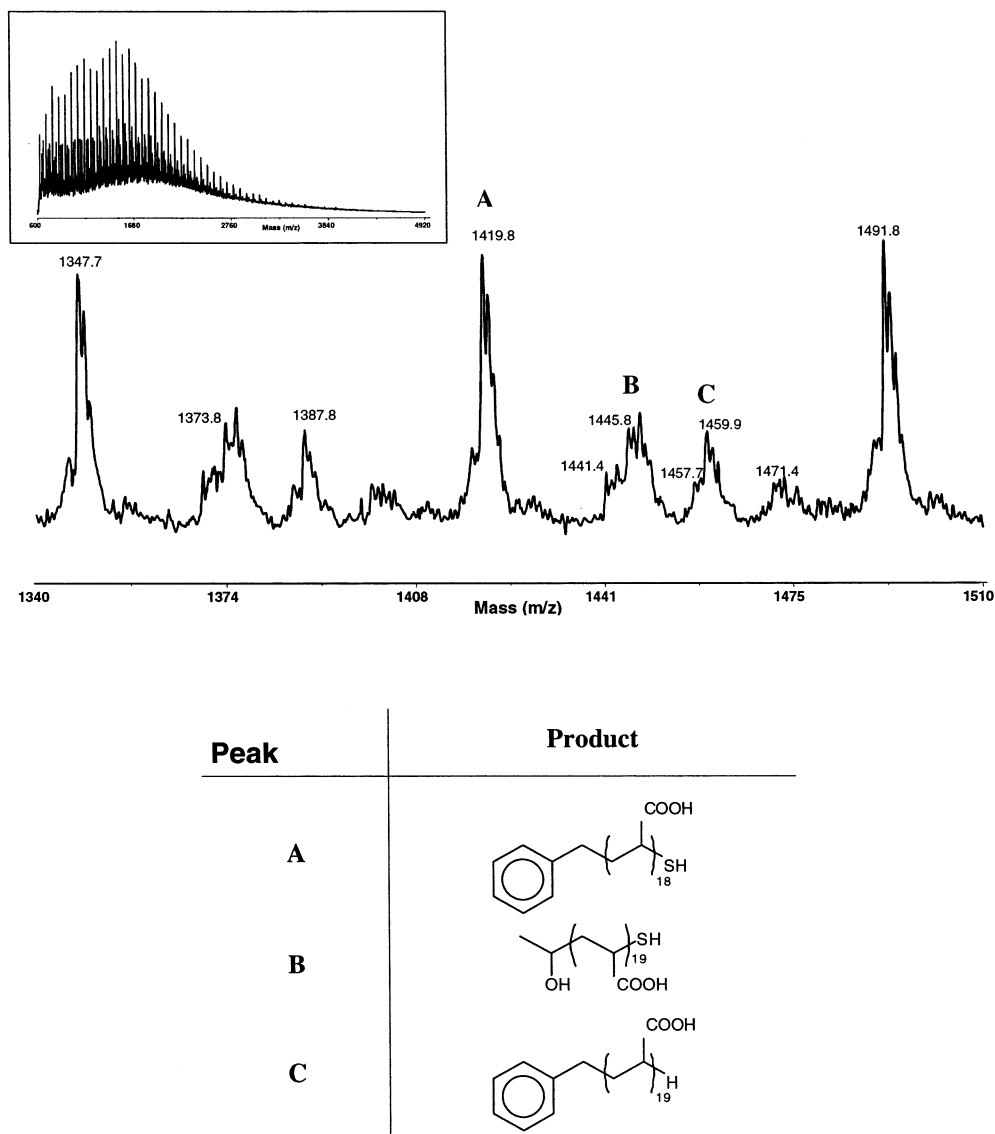 600
1680
2760
3840
4920
Mass (m/z)
A
1419.8
1491.8
1347.7
B
C
1373.8
1387.8
1445.8
1459.9
1441.4
1457.7
1471.4
1340
1374
1408
1441
1475
1510
Mass (m/z)
Peak
Product
A
COOH
SH
18
B
SH
19
OH
COOH
C
COOH
H
19